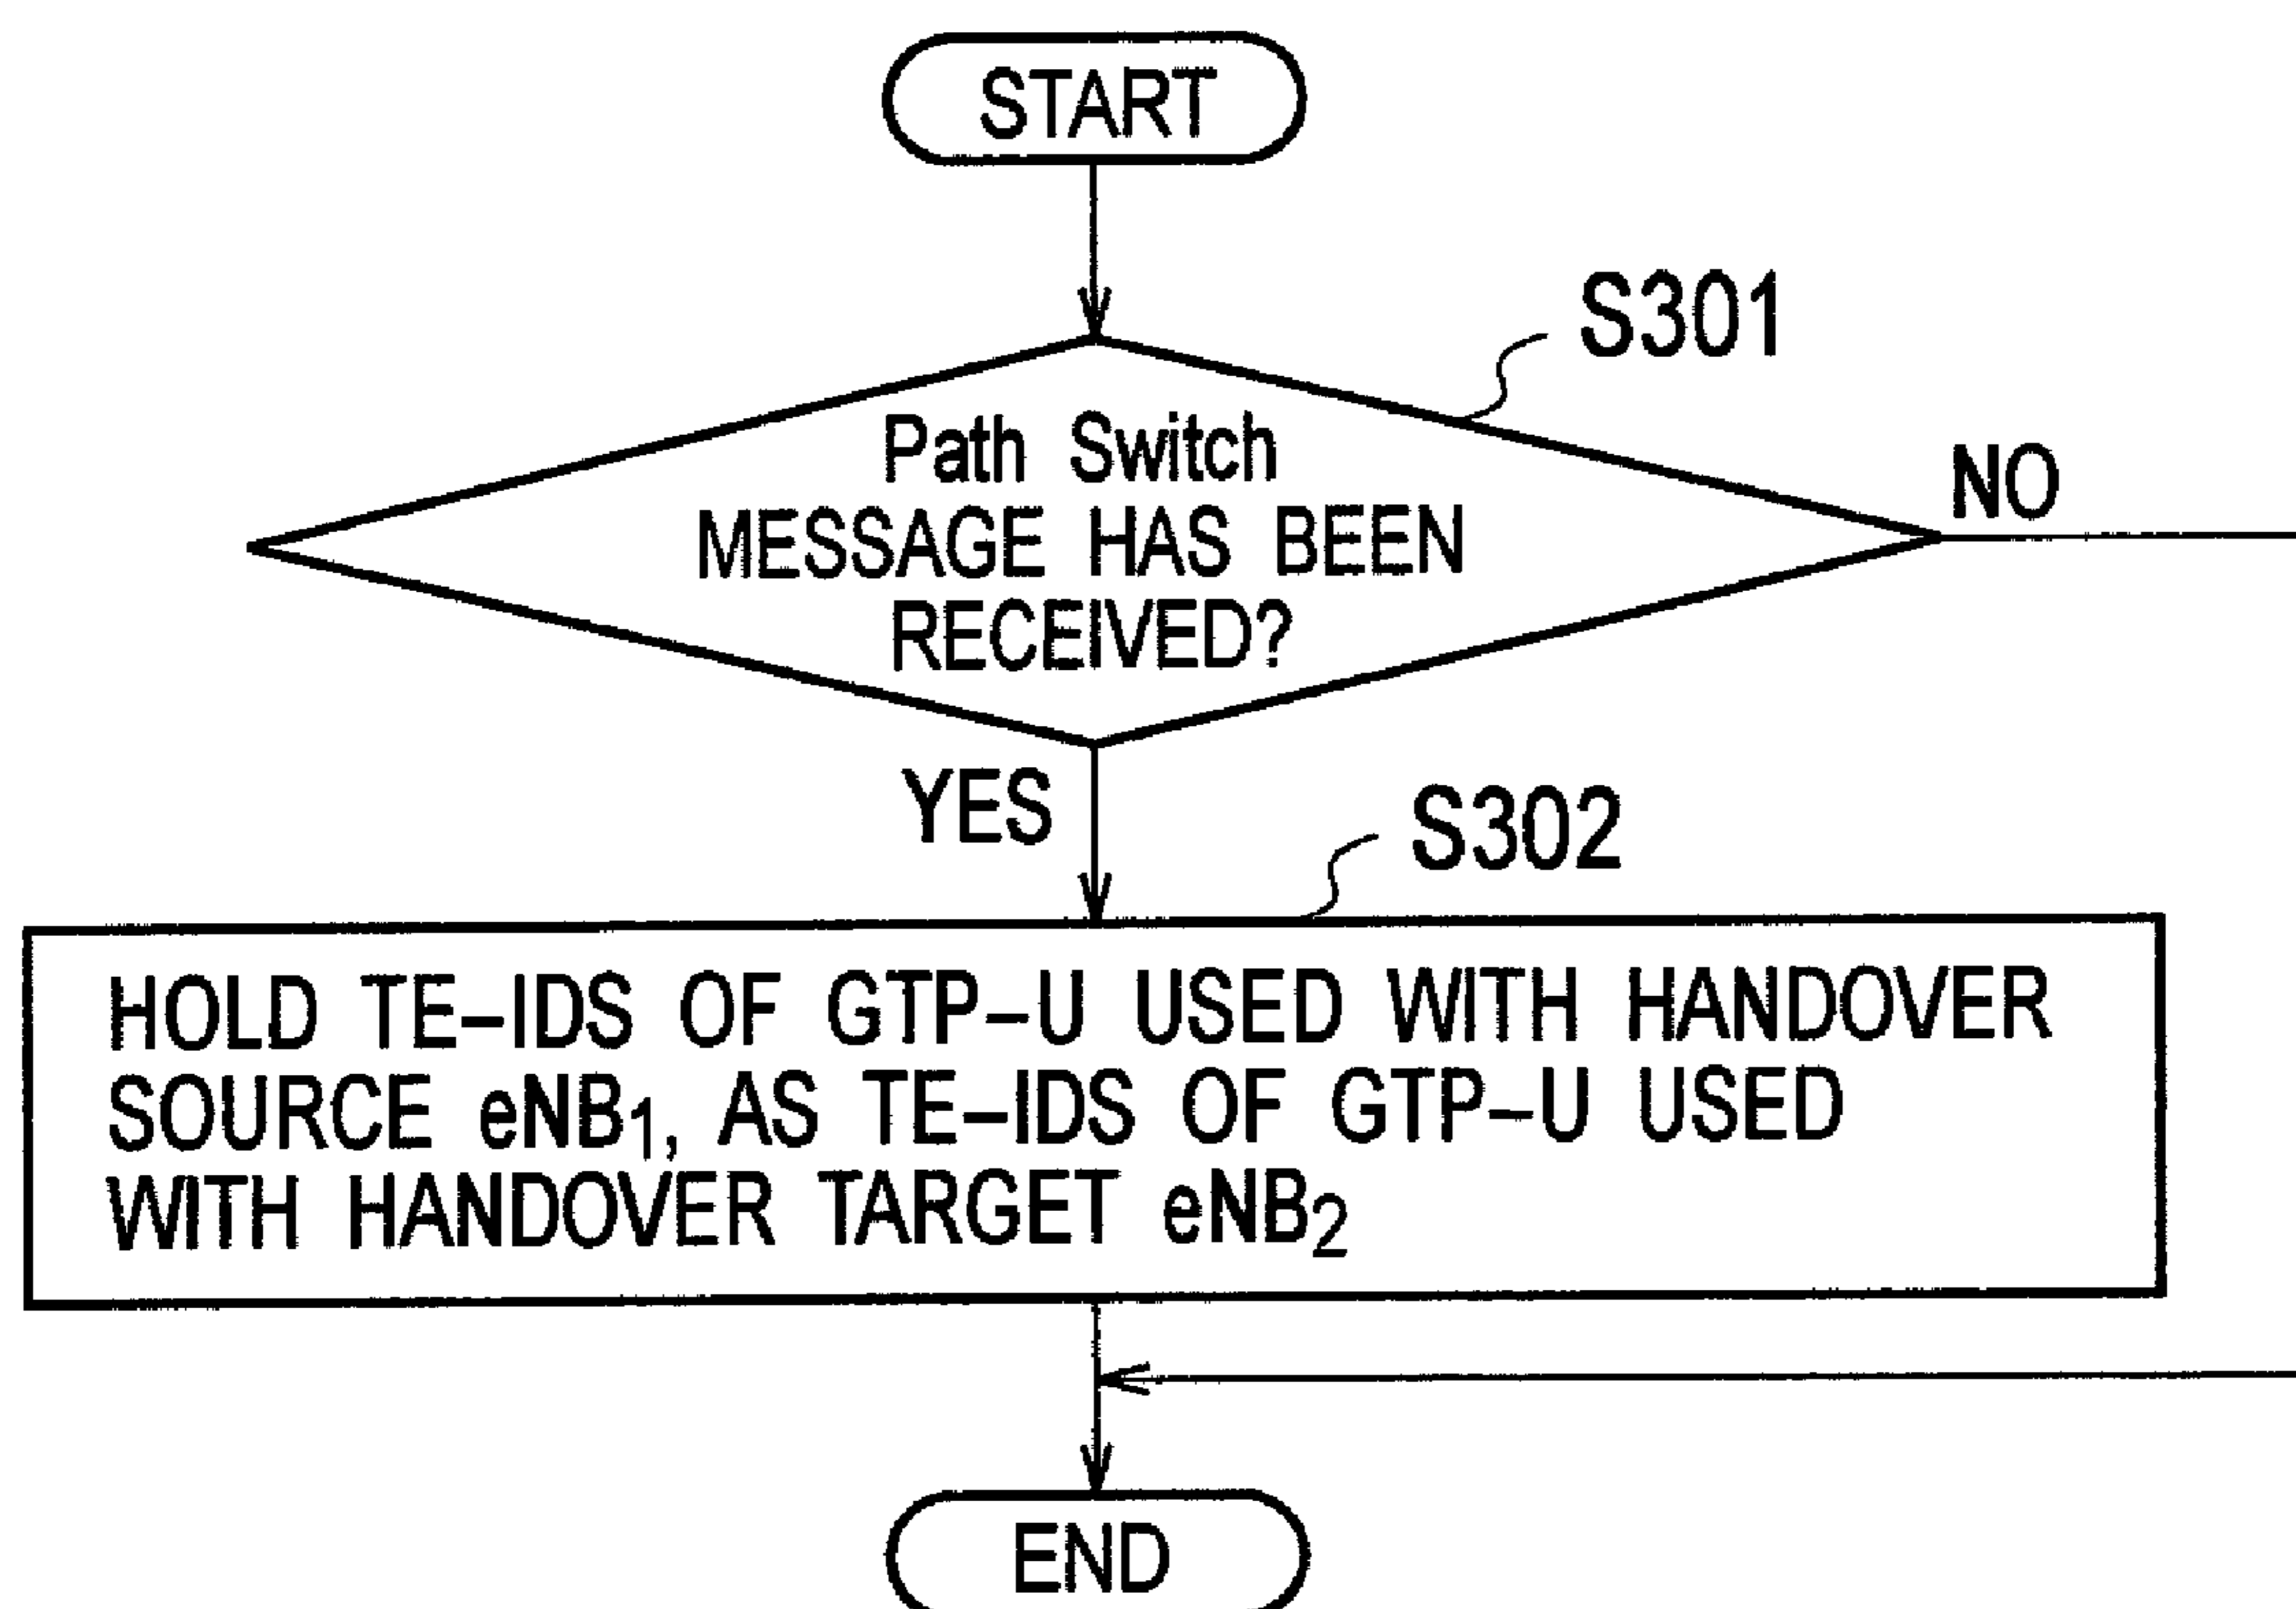 START
S301
Path Switch
MESSAGE HAS BEEN
RECEIVED?
NO
YES
S302
HOLD TE–IDS OF GTP–U USED WITH HANDOVER
SOURCE eNB1, AS TE–IDS OF GTP–U USED
WITH HANDOVER TARGET eNB2
END